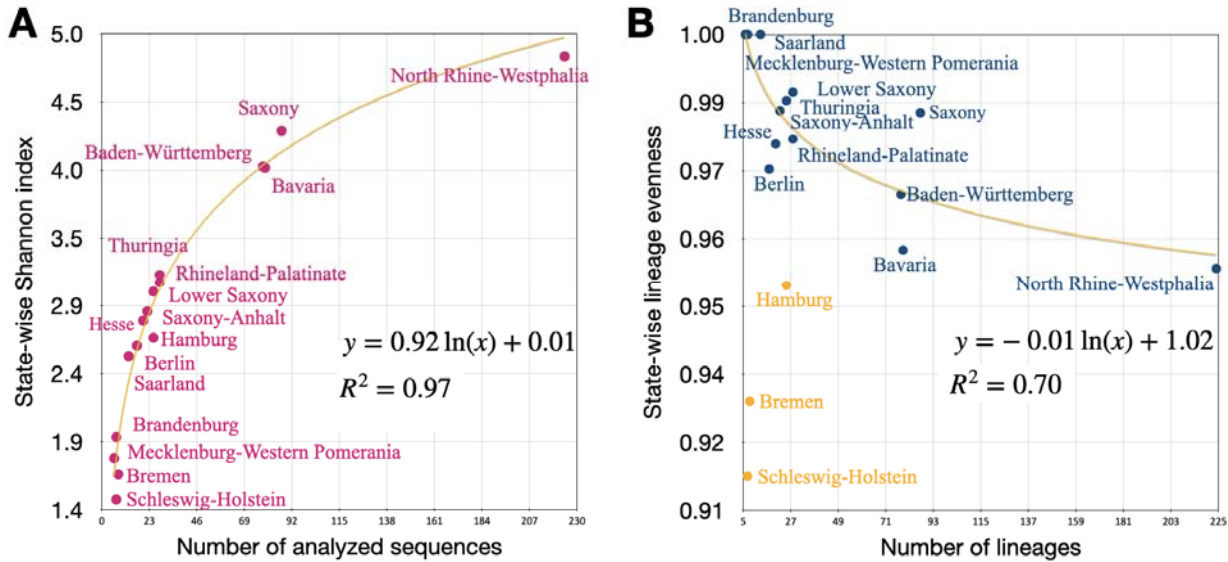 A
State-wise Shannon index
5.0
4.5
4.0
3.5
2.9
2.4
1.9
1.4
North Rhine-Westphalia
Saxony
Baden-Württemberg
Bavaria
Thuringia
Rhineland-Palatinate
Lower Saxony
Hesse
Saxony-Anhalt
Hamburg
Berlin
Saarland
Brandenburg
Mecklenburg-Western Pomerania
Bremen
Schleswig-Holstein
y = 0.92 ln(x) + 0.01
R² = 0.97
0 23 46 69 92 115 138 161 184 207 230
Number of analyzed sequences
B
State-wise lineage evenness
1.00
0.99
0.97
0.96
0.95
0.94
0.92
0.91
Brandenburg
Saarland
Mecklenburg-Western Pomerania
Lower Saxony
Thuringia
Saxony
Saxony-Anhalt
Hesse
Rhineland-Palatinate
Berlin
Baden-Württemberg
Bavaria
North Rhine-Westphalia
Hamburg
Bremen
Schleswig-Holstein
y = − 0.01 ln(x) + 1.02
R² = 0.70
5 27 49 71 93 115 137 159 181 203 225
Number of lineages